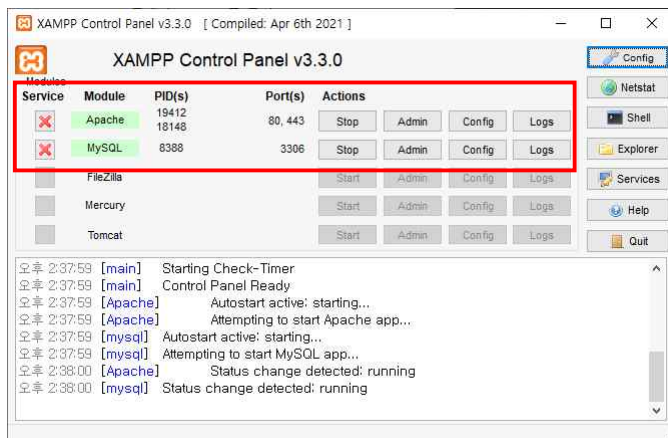 XAMPP Control Panel v3.3.0 [ Compiled: Apr 6th 2021 ]
XAMPP Control Panel v3.3.0
Config
Modules
Netstat
Service Module PID(s) Port(s) Actions
Apache 19412 18148 80, 443 Stop Admin Config Logs
Shell
MySQL 8388 3306 Stop Admin Config Logs
Explorer
FileZilla Start Admin Config Logs
Services
Mercury Start Admin Config Logs
Help
Tomcat Start Admin Config Logs
Quit
오후 2:37:59 [main] Starting Check-Timer
오후 2:37:59 [main] Control Panel Ready
오후 2:37:59 [Apache] Autostart active: starting...
오후 2:37:59 [Apache] Attempting to start Apache app...
오후 2:37:59 [mysql] Autostart active: starting...
오후 2:37:59 [mysql] Attempting to start MySQL app...
오후 2:38:00 [Apache] Status change detected: running
오후 2:38:00 [mysql] Status change detected: running